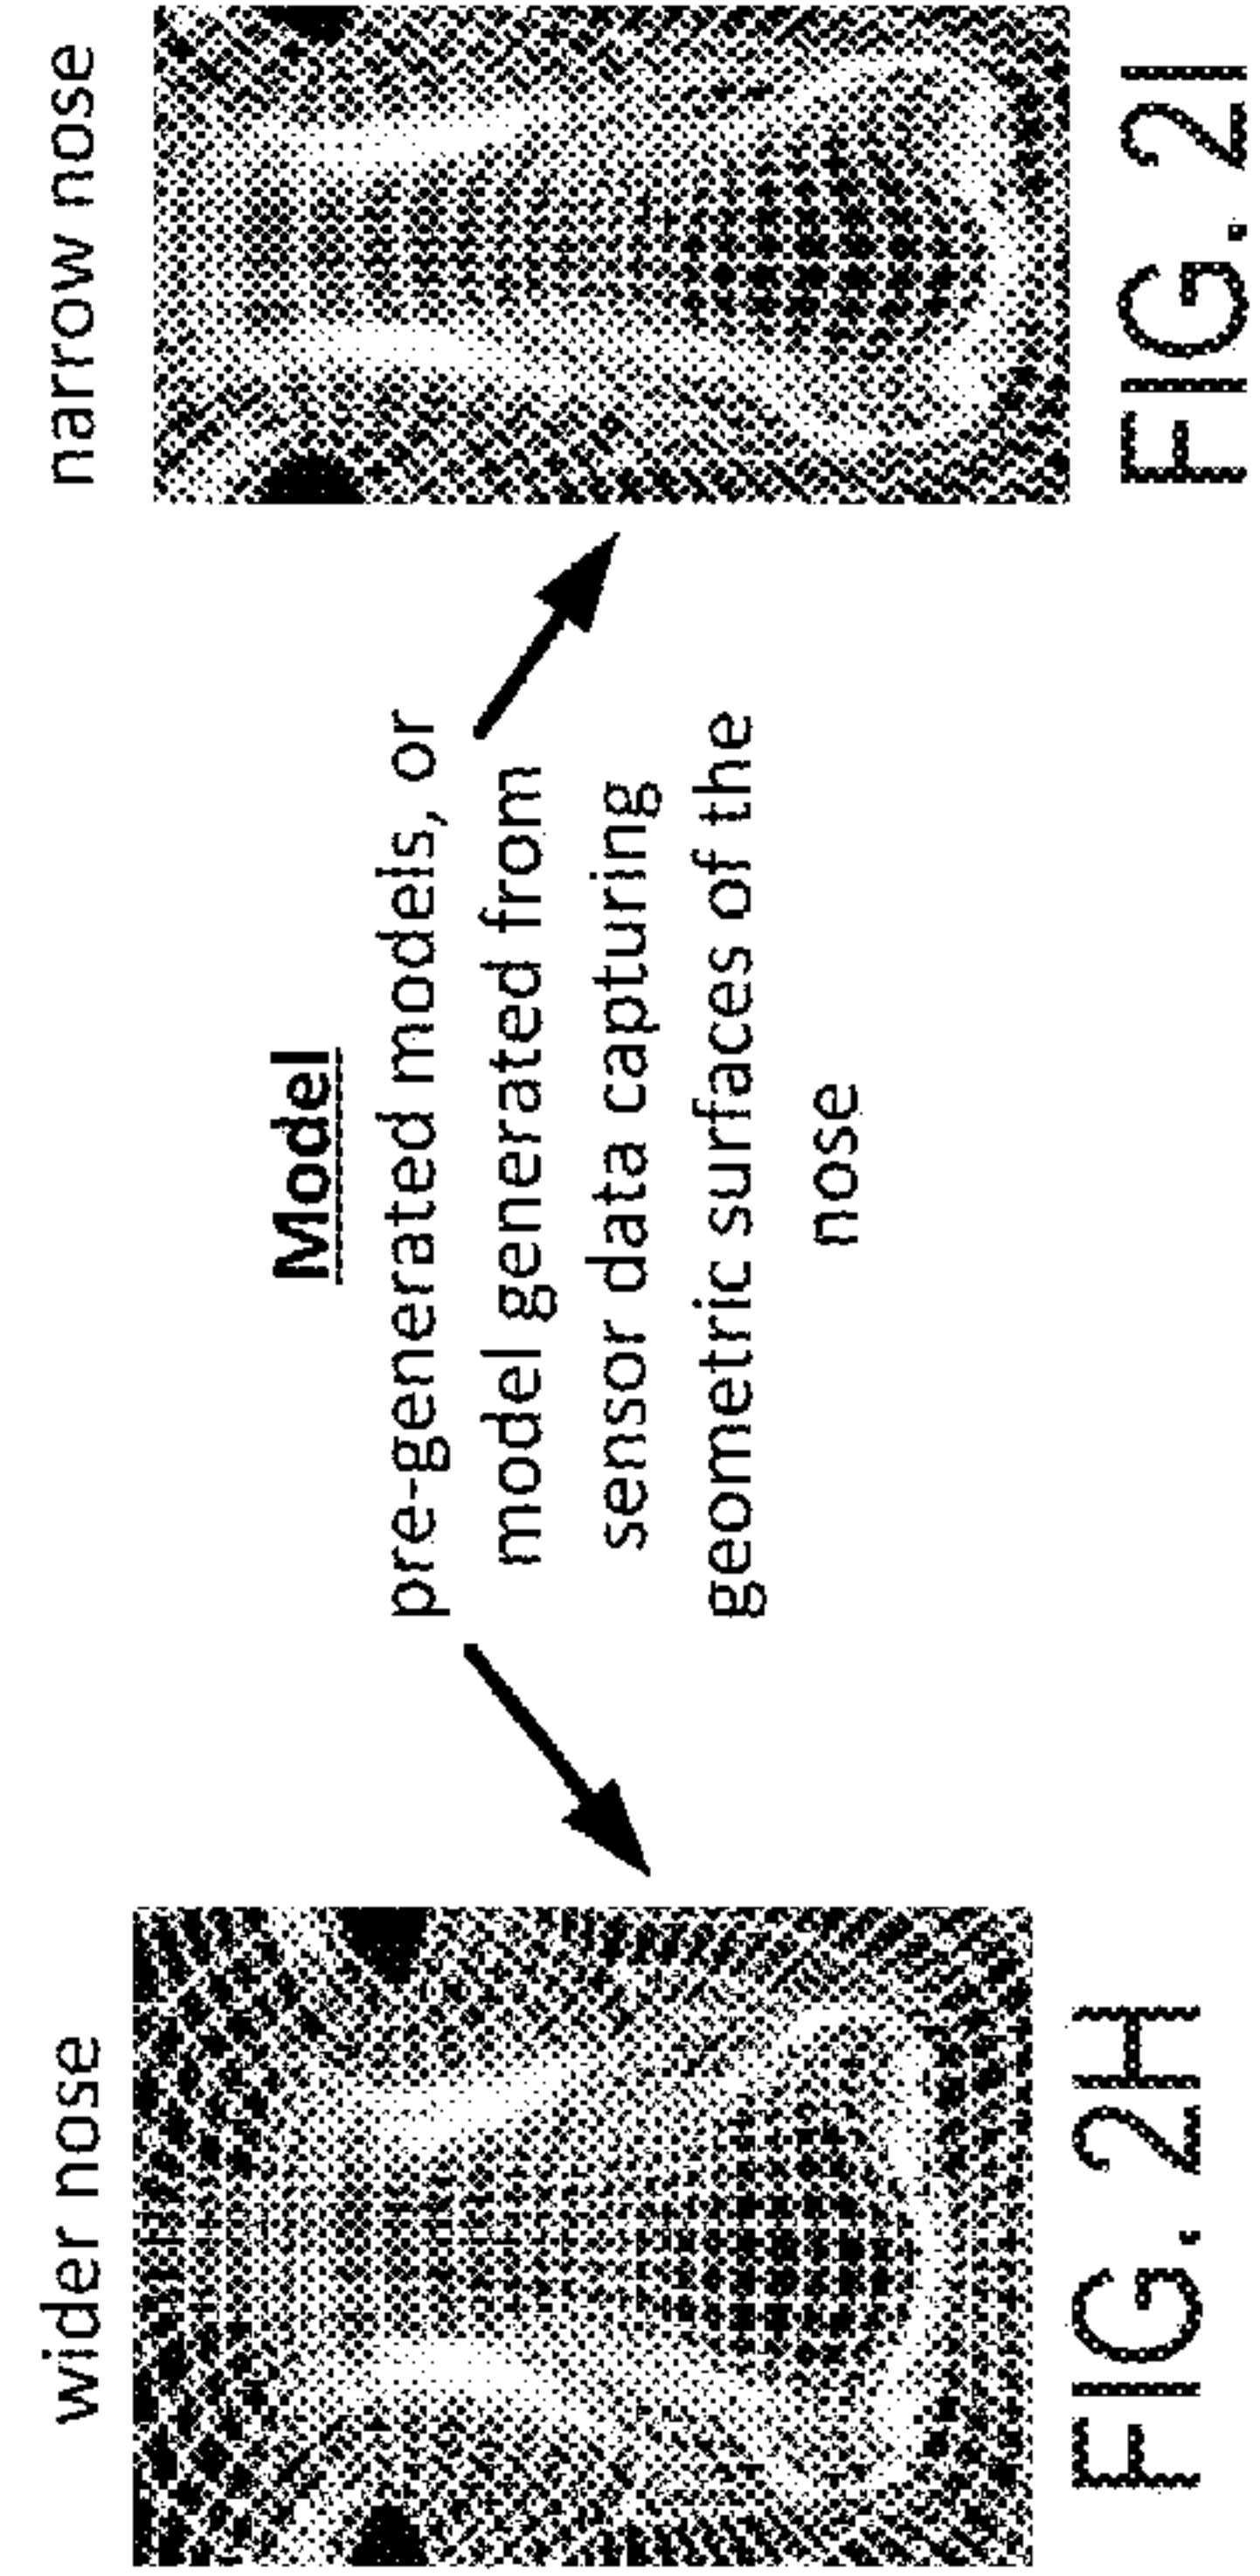 wider nose
FIG. 2H
Model
pre-generated models, or
model generated from
sensor data capturing
geometric surfaces of the
nose
narrow nose
FIG. 2I